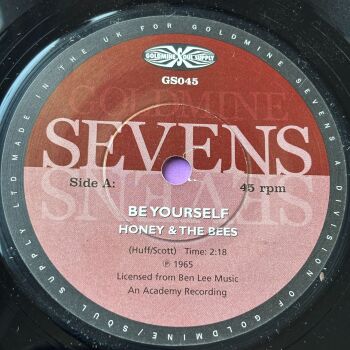 MADE IN THE UK FOR GOLDMINE SEVENS A DIVISION OF GOLDMINE/SOUL SUPPLY LTD
GOLDMINE SOUL SUPPLY
GS045
GOLDMINE
SEVENS
SEVENS
Side A:
45 rpm
BE YOURSELF
HONEY & THE BEES
(Huff/Scott) Time: 2:18
℗ 1965
Licensed from Ben Lee Music
An Academy Recording